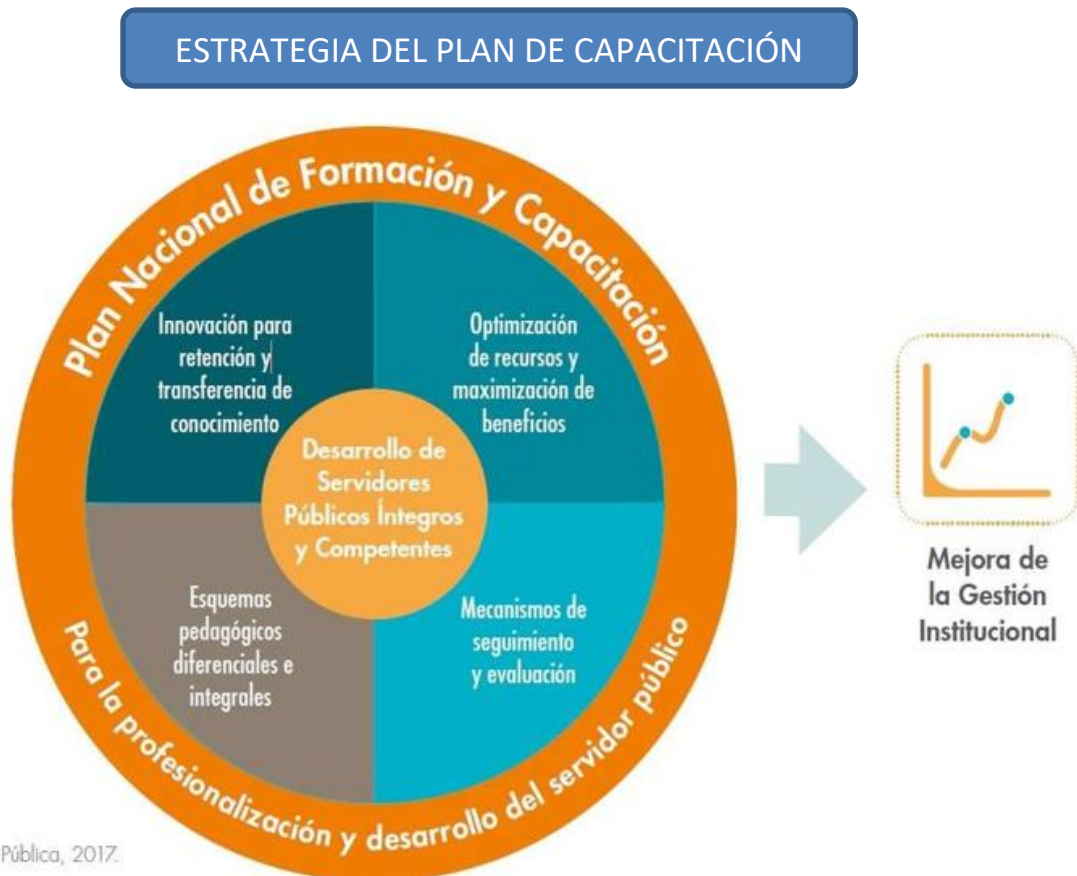 ESTRATEGIA DEL PLAN DE CAPACITACIÓN
Plan Nacional de Formación y Capacitación
Innovación para
retención y
transferencia de
conocimiento
Optimización
de recursos y
maximización de
beneficios
Desarrollo de
Servidores
Públicos Íntegros
y Competentes
Esquemas
pedagógicos
diferenciales e
integrales
Mecanismos de
seguimiento
y evaluación
Para la profesionalización y desarrollo del servidor público
Mejora de
la Gestión
Institucional
Pública, 2017.